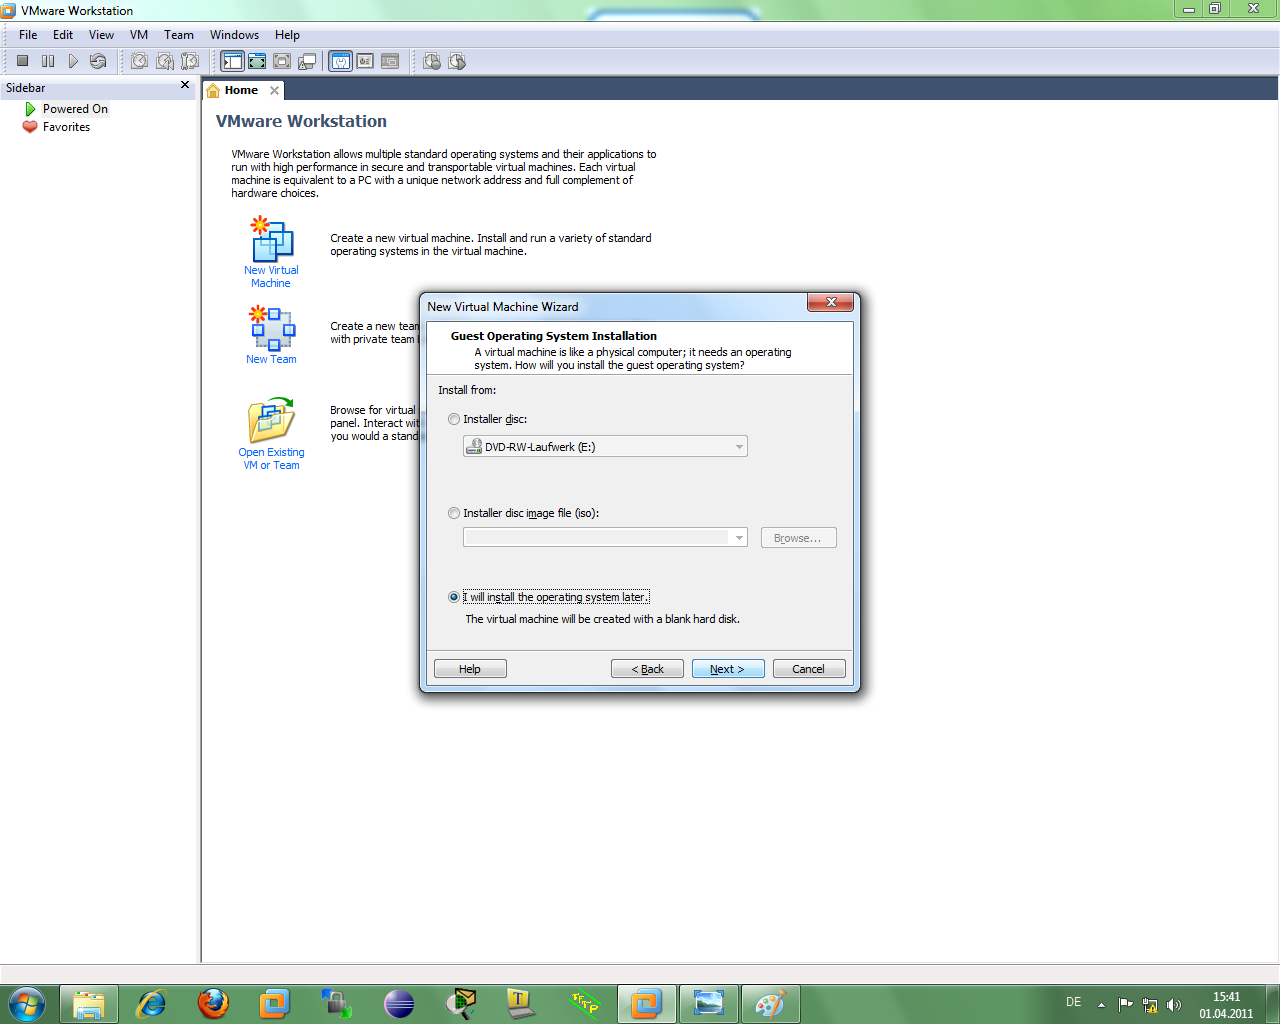 VMware Workstation
File Edit View VM Team Windows Help
Sidebar
Powered On
Favorites
Home
VMware Workstation
VMware Workstation allows multiple standard operating systems and their applications to
run with high performance in secure and transportable virtual machines. Each virtual
machine is equivalent to a PC with a unique network address and full complement of
hardware choices.
New Virtual
Machine
Create a new virtual machine. Install and run a variety of standard
operating systems in the virtual machine.
New Team
Create a new team
with private team
Open Existing
VM or Team
Browse for virtual
panel. Interact wit
you would a stand
New Virtual Machine Wizard
Guest Operating System Installation
A virtual machine is like a physical computer; it needs an operating
system. How will you install the guest operating system?
Install from:
Installer disc:
DVD-RW-Laufwerk (E:)
Installer disc image file (iso):
Browse...
I will install the operating system later.
The virtual machine will be created with a blank hard disk.
Help
< Back
Next >
Cancel
DE
15:41
01.04.2011